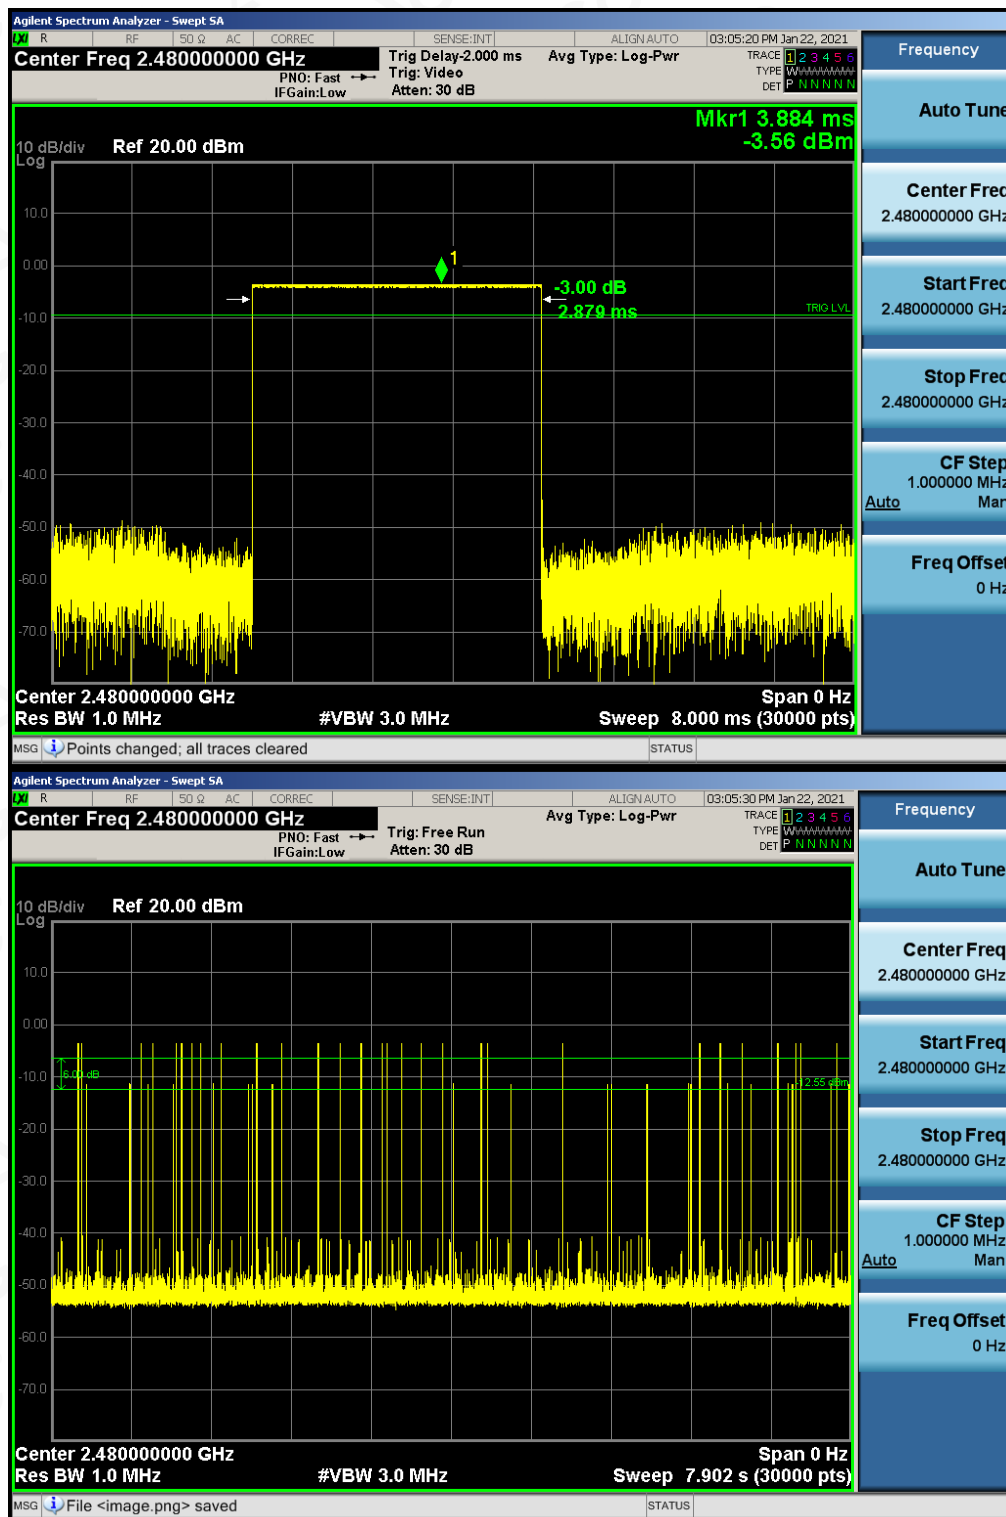 Agilent Spectrum Analyzer - Swept SA
LXI R RF 50 Ω AC CORREC SENSE:INT ALIGN AUTO 03:05:20 PM Jan 22, 2021
Center Freq 2.480000000 GHz
PNO: Fast
IFGain:Low
Trig Delay-2.000 ms
Trig: Video
Atten: 30 dB
Avg Type: Log-Pwr
TRACE 1 2 3 4 5 6
TYPE WWWWWW
DET P N N N N N
Mkr1 3.884 ms
-3.56 dBm
10 dB/div
Log
Ref 20.00 dBm
10.0
0.00
-10.0
-20.0
-30.0
-40.0
-50.0
-60.0
-70.0
1
-3.00 dB
2.879 ms
TRIG LVL
Center 2.480000000 GHz
Span 0 Hz
Res BW 1.0 MHz
#VBW 3.0 MHz
Sweep 8.000 ms (30000 pts)
MSG Points changed; all traces cleared
STATUS
Frequency
Auto Tune
Center Freq
2.480000000 GHz
Start Freq
2.480000000 GHz
Stop Freq
2.480000000 GHz
CF Step
1.000000 MHz
Auto Man
Freq Offset
0 Hz
Agilent Spectrum Analyzer - Swept SA
LXI R RF 50 Ω AC CORREC SENSE:INT ALIGN AUTO 03:05:30 PM Jan 22, 2021
Center Freq 2.480000000 GHz
PNO: Fast
IFGain:Low
Trig: Free Run
Atten: 30 dB
Avg Type: Log-Pwr
TRACE 1 2 3 4 5 6
TYPE WWWWWW
DET P N N N N N
10 dB/div
Log
Ref 20.00 dBm
10.0
0.00
-10.0
-20.0
-30.0
-40.0
-50.0
-60.0
-70.0
6.00 dB
-12.55 dBm
Center 2.480000000 GHz
Span 0 Hz
Res BW 1.0 MHz
#VBW 3.0 MHz
Sweep 7.902 s (30000 pts)
MSG File <image.png> saved
STATUS
Frequency
Auto Tune
Center Freq
2.480000000 GHz
Start Freq
2.480000000 GHz
Stop Freq
2.480000000 GHz
CF Step
1.000000 MHz
Auto Man
Freq Offset
0 Hz